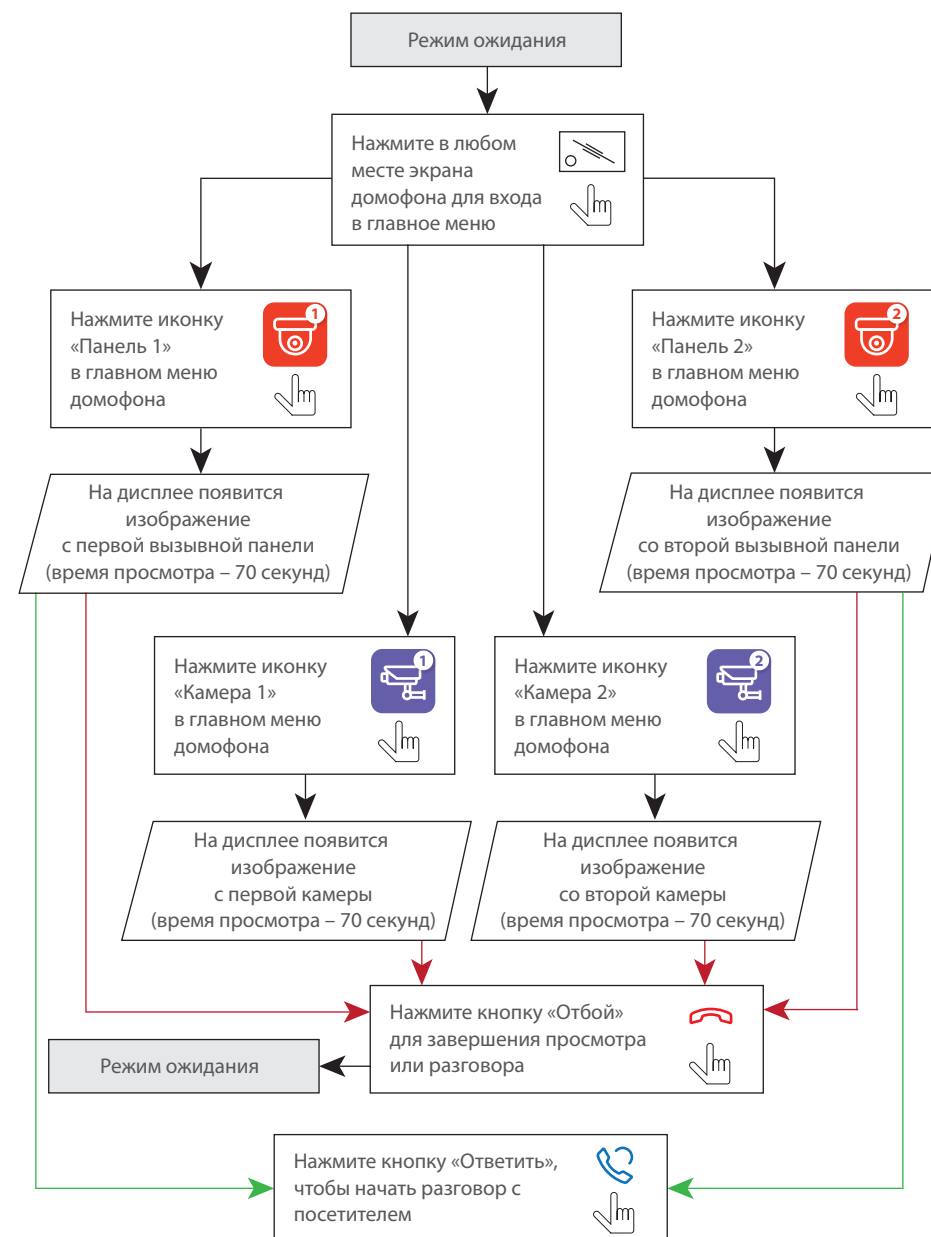 Режим ожидания
Нажмите в любом
месте экрана
домофона для входа
в главное меню
Нажмите иконку
«Панель 1»
в главном меню
домофона
1
Нажмите иконку
«Панель 2»
в главном меню
домофона
2
На дисплее появится
изображение
с первой вызывной панели
(время просмотра – 70 секунд)
На дисплее появится
изображение
со второй вызывной панели
(время просмотра – 70 секунд)
Нажмите иконку
«Камера 1»
в главном меню
домофона
1
Нажмите иконку
«Камера 2»
в главном меню
домофона
2
На дисплее появится
изображение
с первой камеры
(время просмотра – 70 секунд)
На дисплее появится
изображение
со второй камеры
(время просмотра – 70 секунд)
Нажмите кнопку «Отбой»
для завершения просмотра
или разговора
Режим ожидания
Нажмите кнопку «Ответить»,
чтобы начать разговор с
посетителем